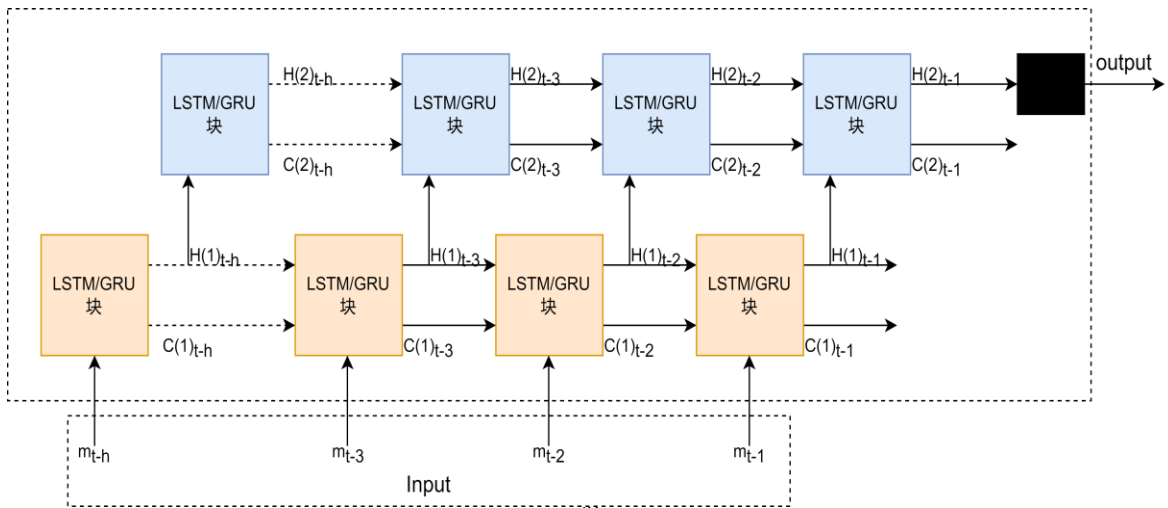 H(2)t-h
H(2)t-3
H(2)t-2
H(2)t-1
output
LSTM/GRU
块
LSTM/GRU
块
LSTM/GRU
块
LSTM/GRU
块
C(2)t-h
C(2)t-3
C(2)t-2
C(2)t-1
H(1)t-h
H(1)t-3
H(1)t-2
H(1)t-1
LSTM/GRU
块
LSTM/GRU
块
LSTM/GRU
块
LSTM/GRU
块
C(1)t-h
C(1)t-3
C(1)t-2
C(1)t-1
mt-h
mt-3
mt-2
mt-1
Input